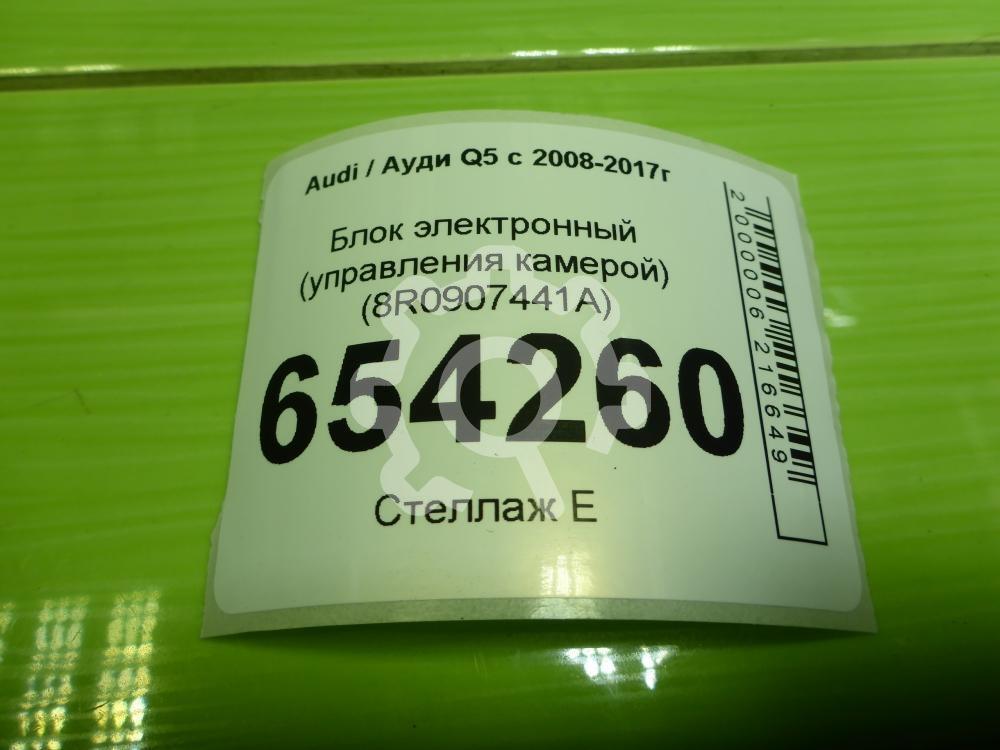 Audi / Ауди Q5 с 2008-2017г
Блок электронный
(управления камерой)
(8R0907441A)
654260
Стеллаж Е
2000006216649